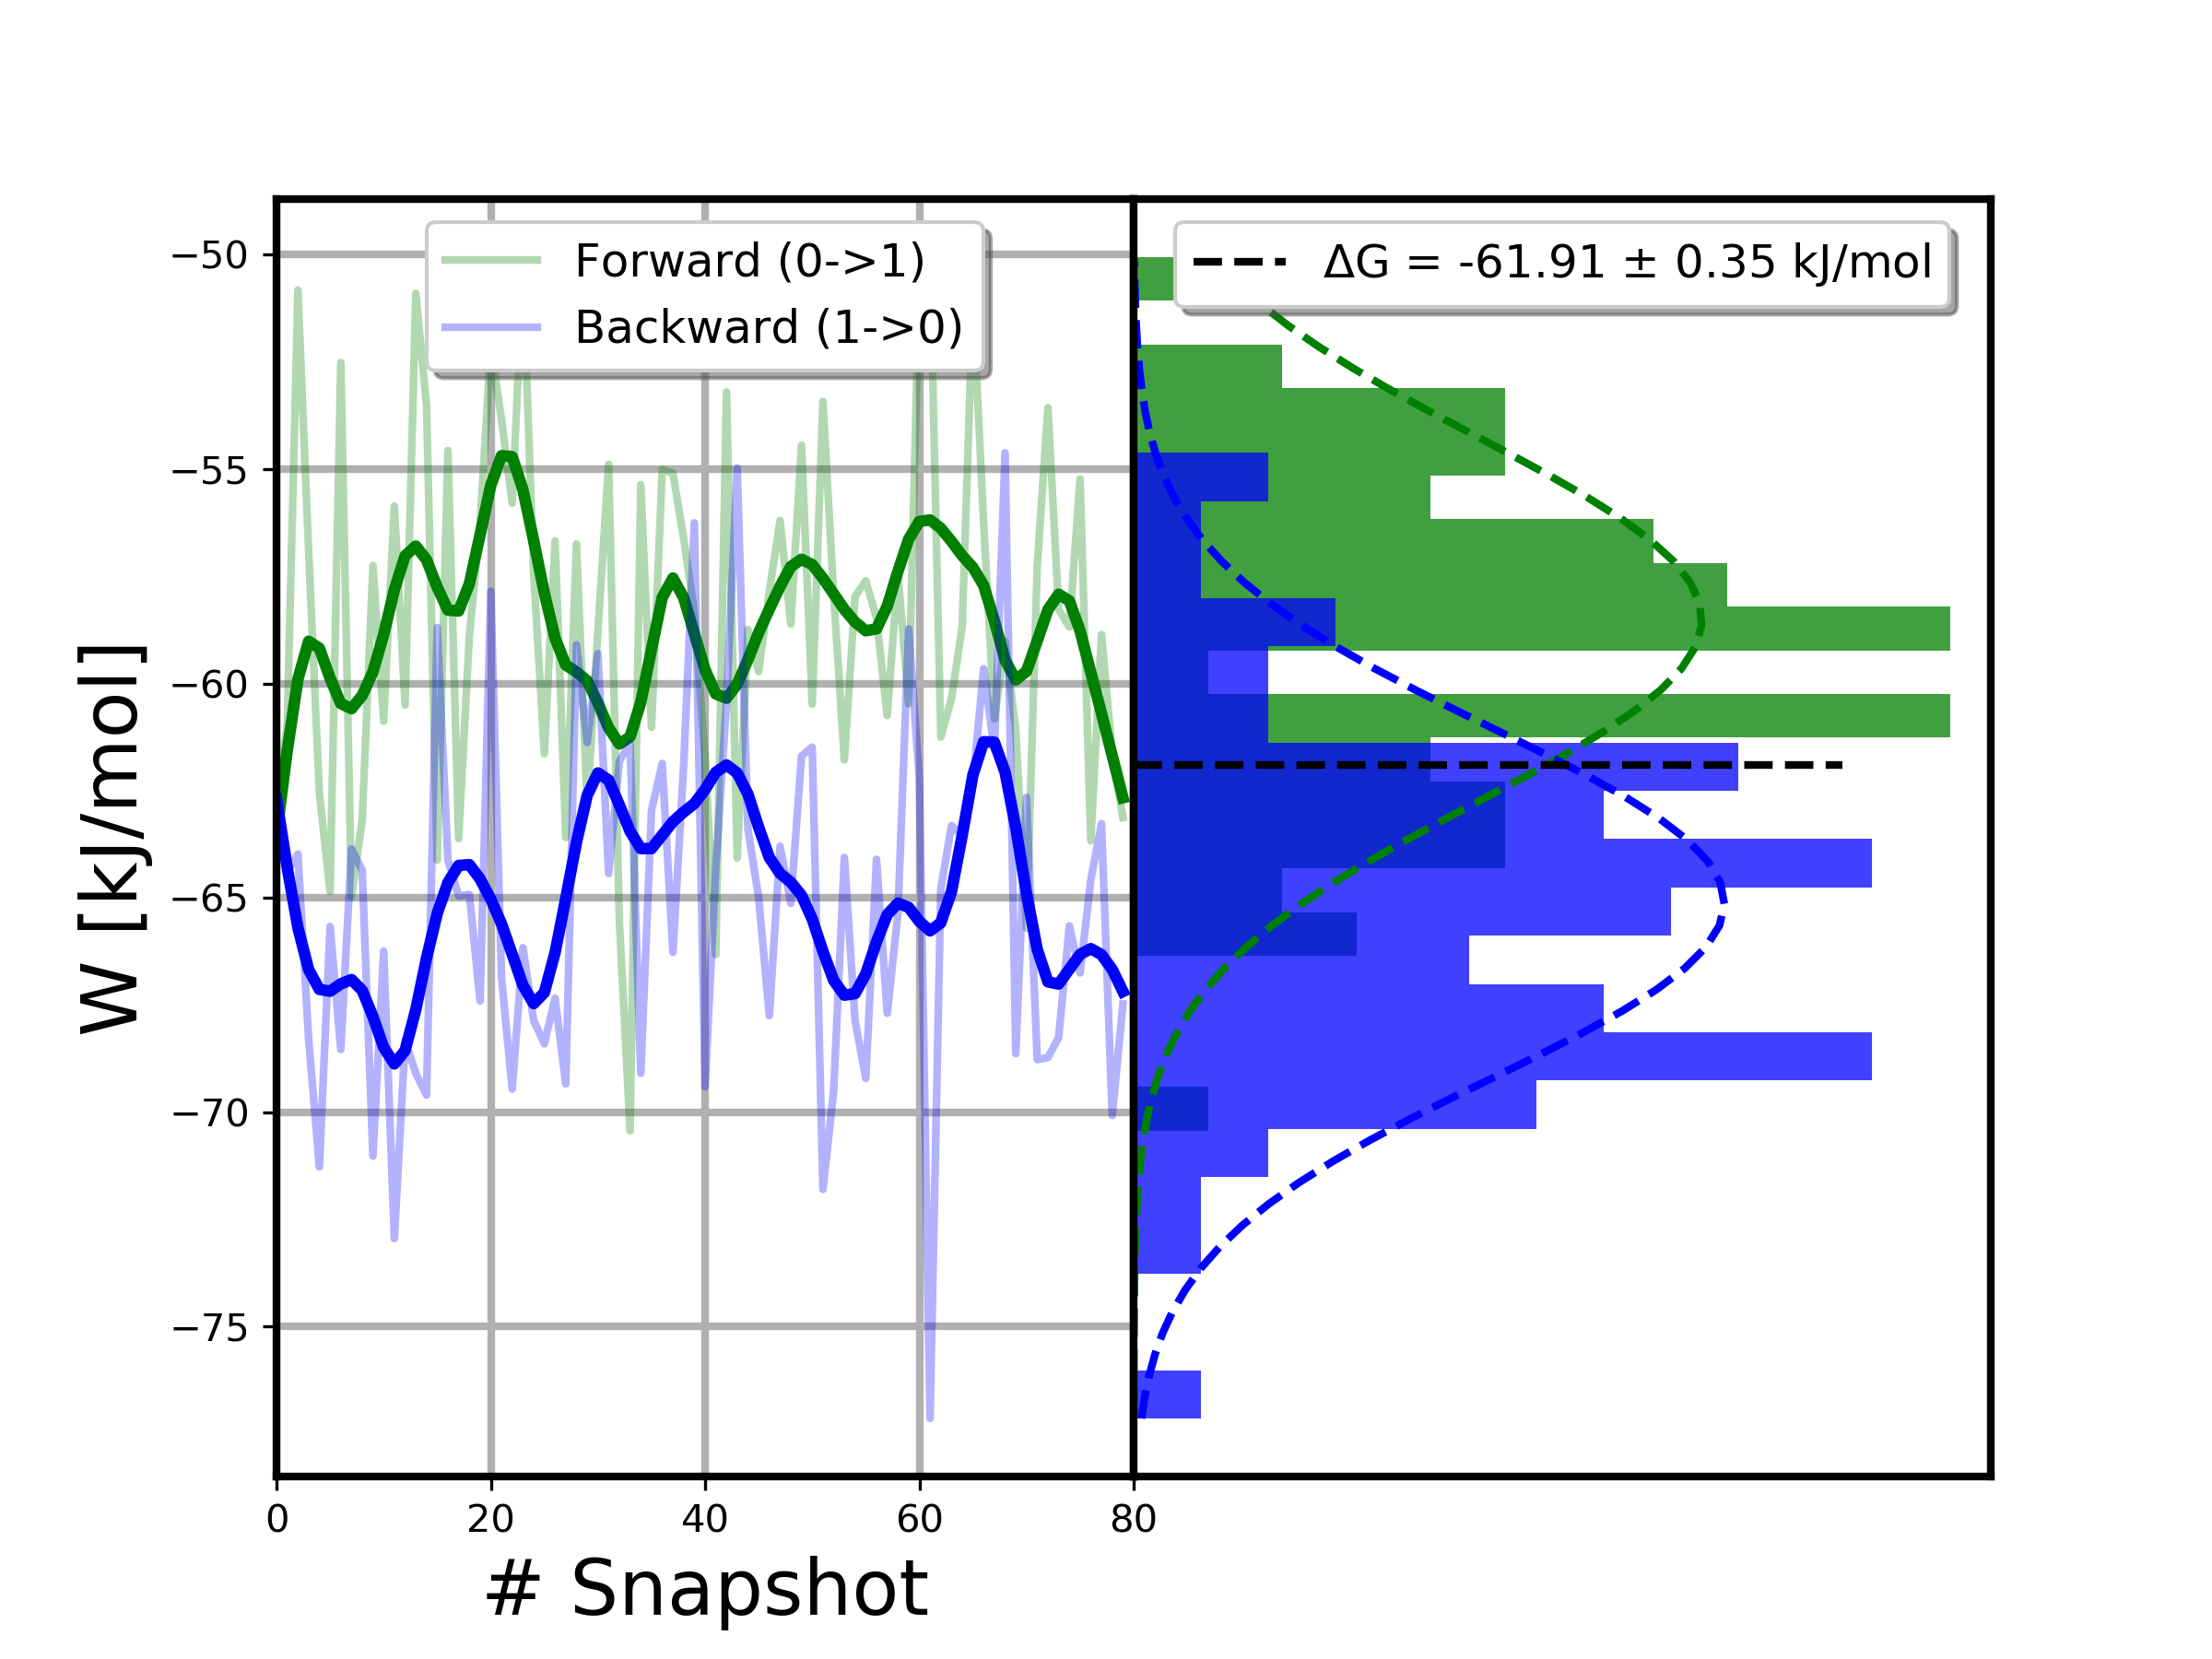 Forward (0->1)
Backward (1->0)
ΔG = -61.91 ± 0.35 kJ/mol
W [kJ/mol]
−50
−55
−60
−65
−70
−75
0 20 40 60 80
# Snapshot